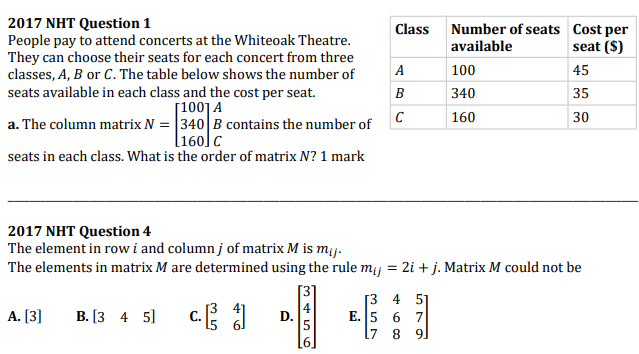 2017 NHT Question 1
People pay to attend concerts at the Whiteoak Theatre.
They can choose their seats for each concert from three
classes, A, B or C. The table below shows the number of
seats available in each class and the cost per seat.
a. The column matrix N = [100 340 160] A B C contains the number of
seats in each class. What is the order of matrix N? 1 mark
Class Number of seats available Cost per seat ($)
A 100 45
B 340 35
C 160 30
2017 NHT Question 4
The element in row i and column j of matrix M is mᵢⱼ.
The elements in matrix M are determined using the rule mᵢⱼ = 2i + j. Matrix M could not be
A. [3] B. [3 4 5] C. [3 4 5 6] D. [3 4 5 6] E. [3 4 5 5 6 7 7 8 9]